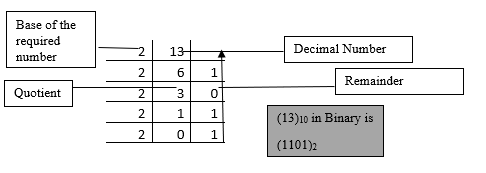 Base of the
required
number
2 13
Decimal Number
2 6 1
Remainder
Quotient
2 3 0
2 1 1
2 0 1
(13)₁₀ in Binary is
(1101)₂